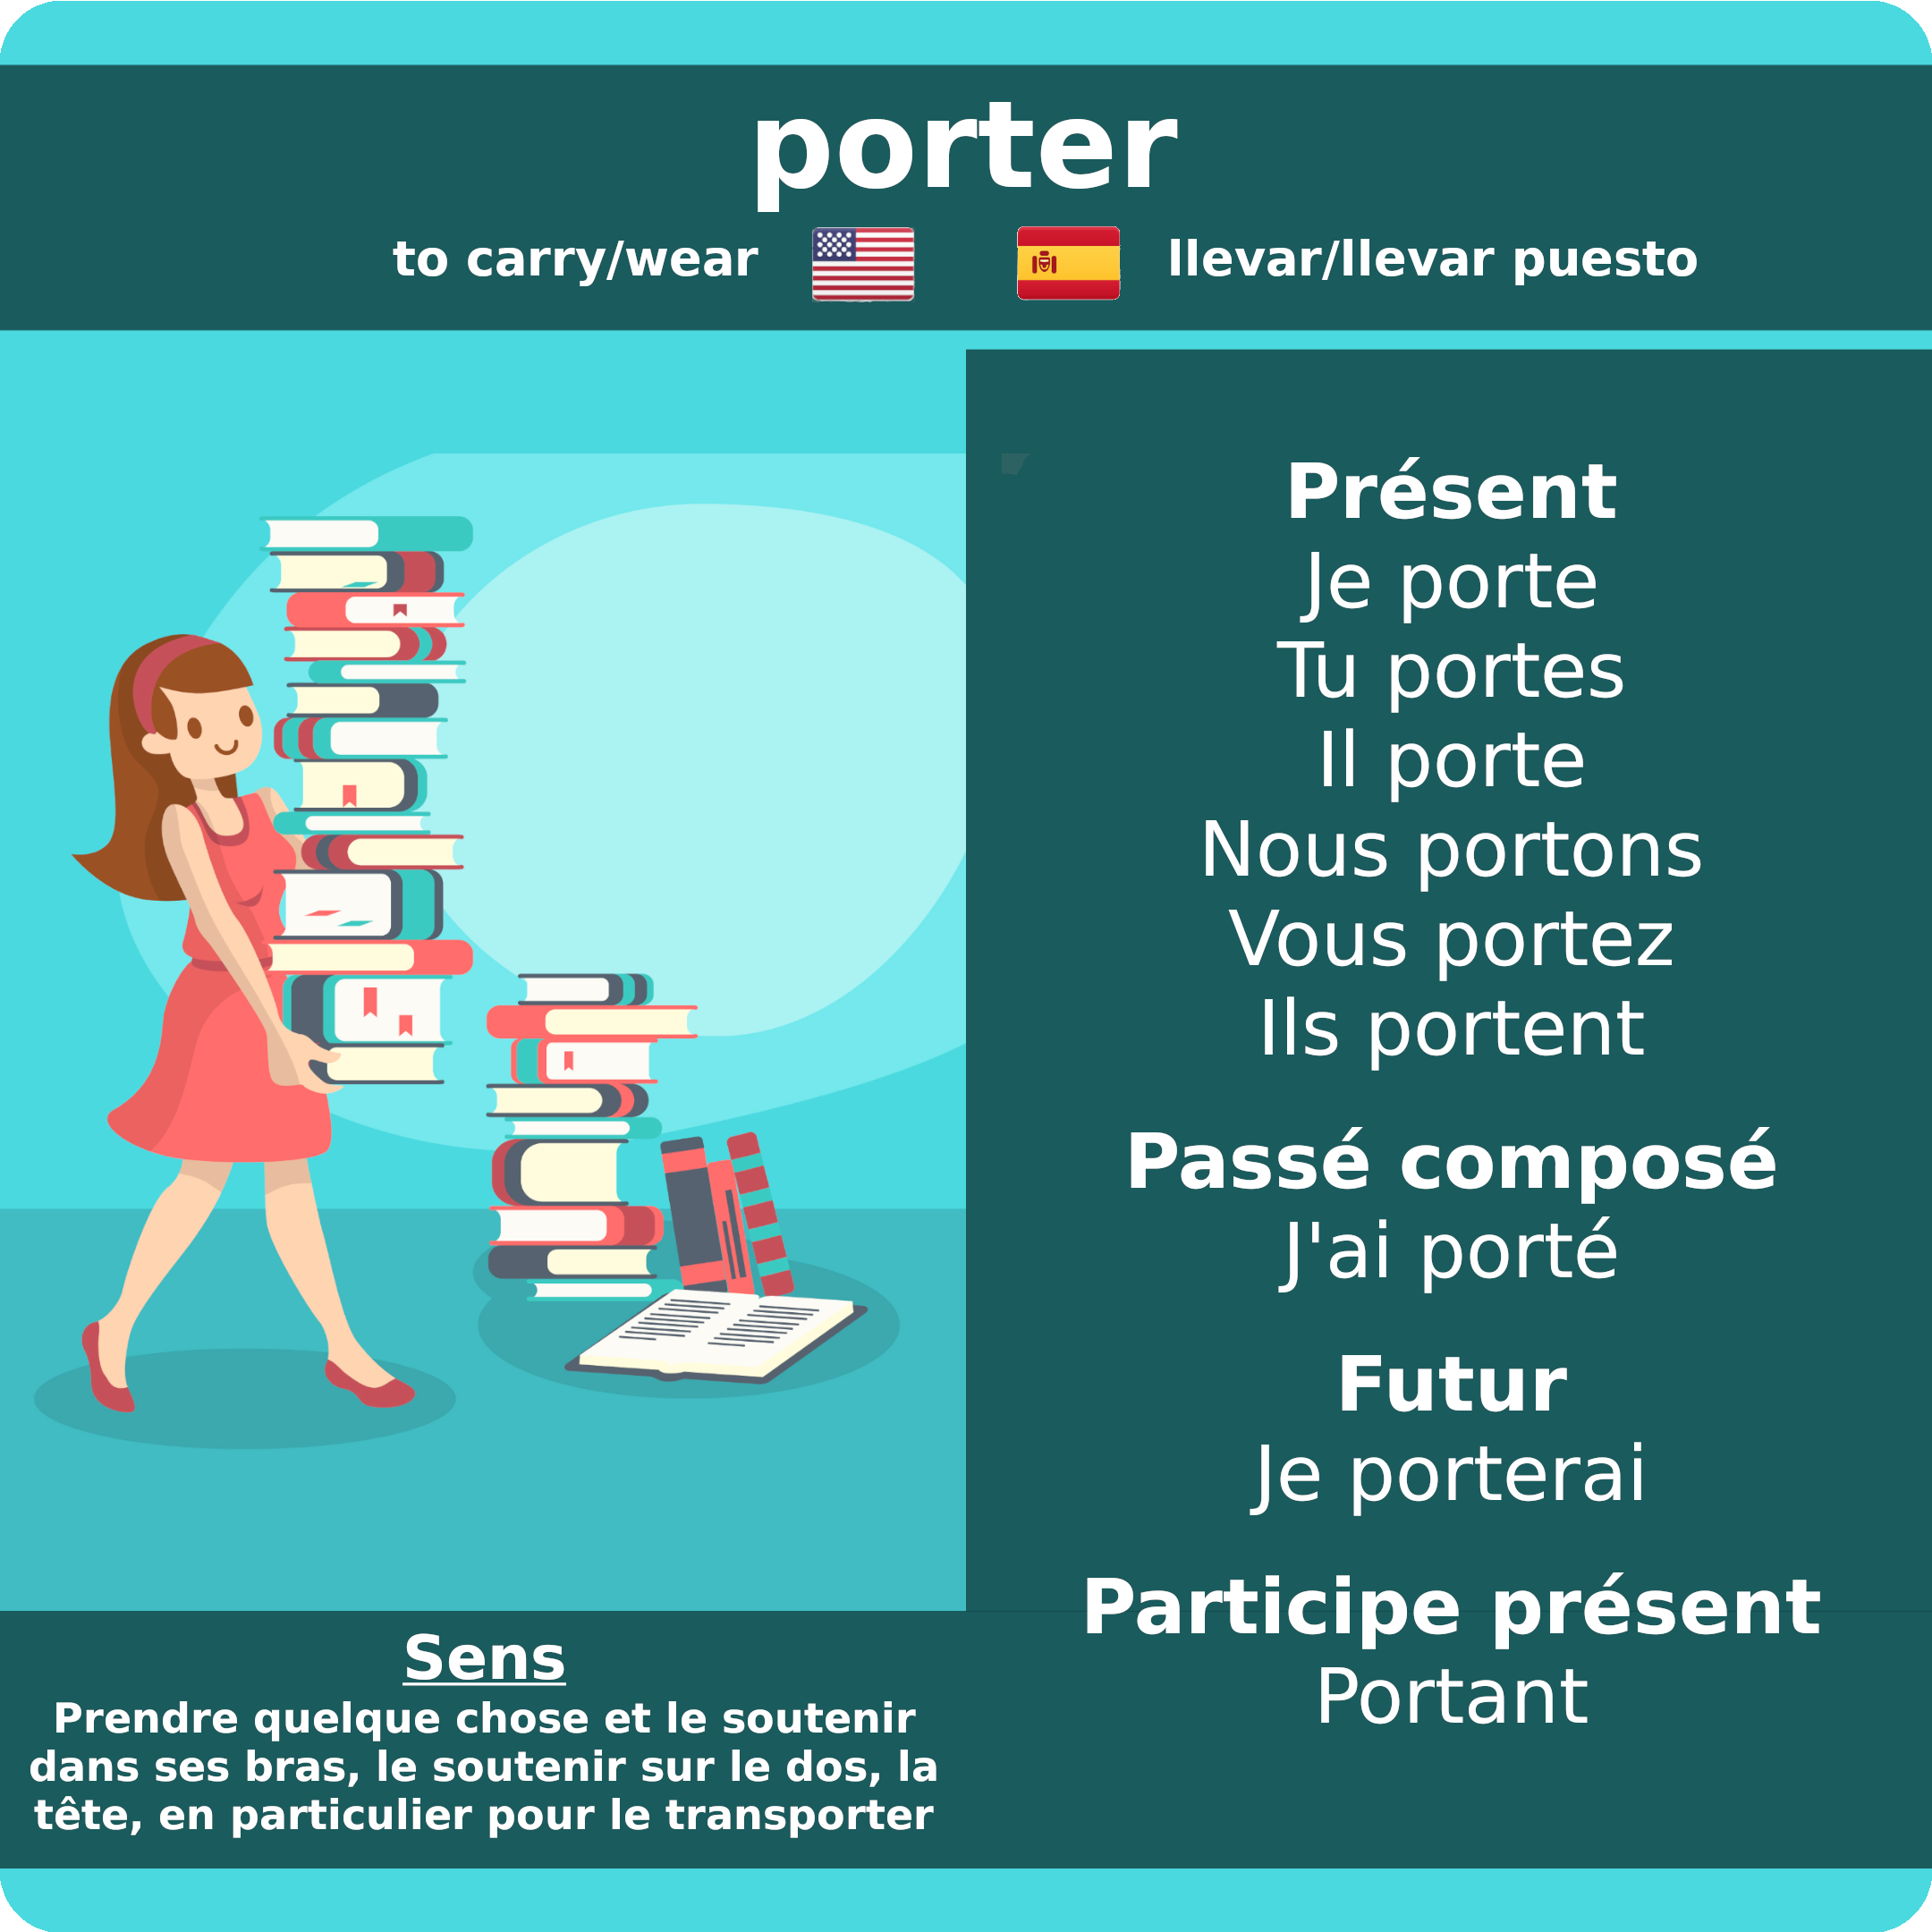 porter
to carry/wear
llevar/llevar puesto
Présent
Je porte
Tu portes
Il porte
Nous portons
Vous portez
Ils portent
Passé composé
J'ai porté
Futur
Je porterai
Participe présent
Portant
Sens
Prendre quelque chose et le soutenir
dans ses bras, le soutenir sur le dos, la
tête, en particulier pour le transporter